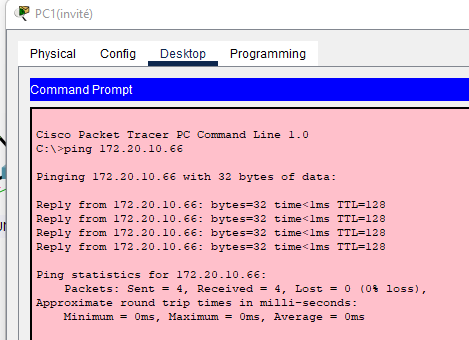 PC1(invité)
Physical Config Desktop Programming
Command Prompt
Cisco Packet Tracer PC Command Line 1.0
C:\>ping 172.20.10.66
Pinging 172.20.10.66 with 32 bytes of data:
Reply from 172.20.10.66: bytes=32 time<1ms TTL=128
Reply from 172.20.10.66: bytes=32 time<1ms TTL=128
Reply from 172.20.10.66: bytes=32 time<1ms TTL=128
Reply from 172.20.10.66: bytes=32 time<1ms TTL=128
Ping statistics for 172.20.10.66:
Packets: Sent = 4, Received = 4, Lost = 0 (0% loss),
Approximate round trip times in milli-seconds:
Minimum = 0ms, Maximum = 0ms, Average = 0ms